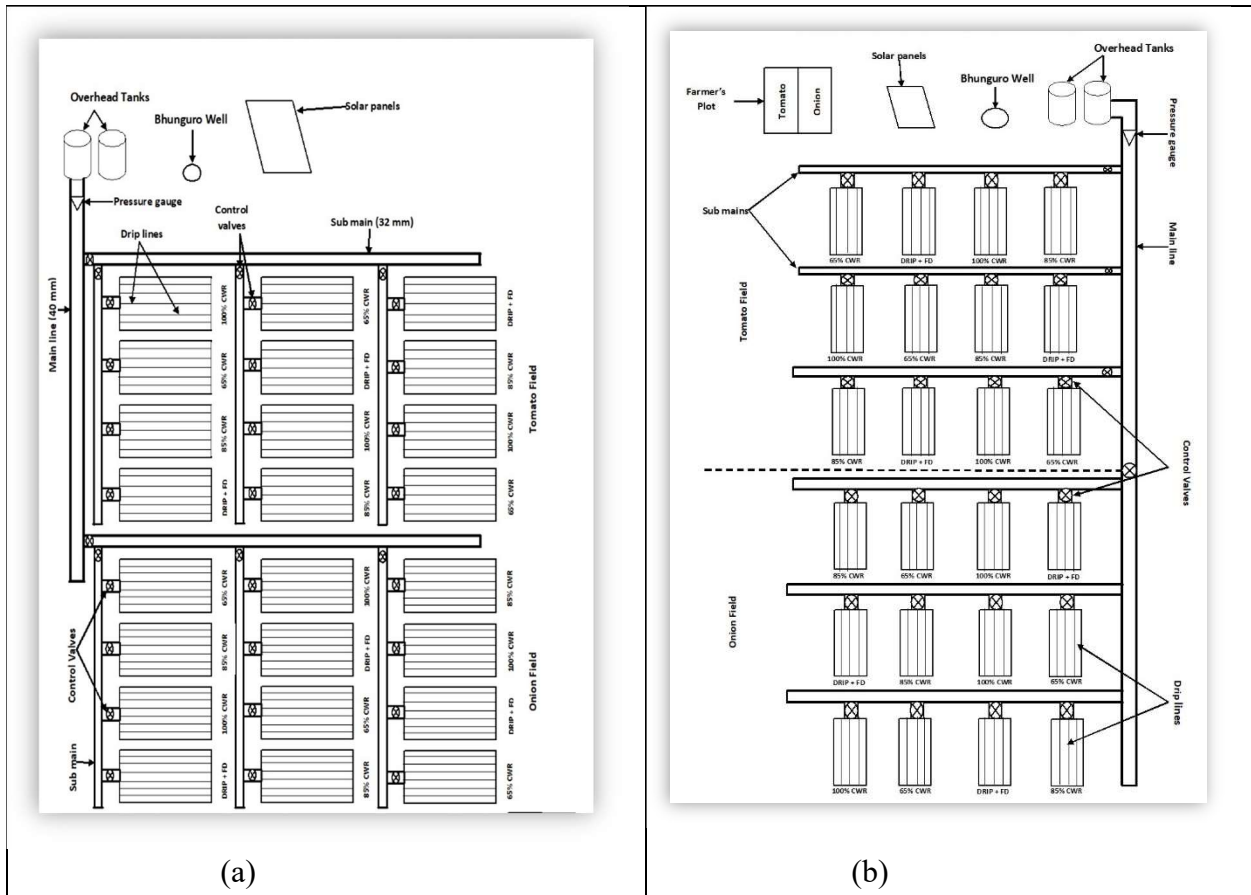 Overhead Tanks
Bhunguro Well
Solar panels
Pressure gauge
Control
valves
Sub main (32 mm)
Drip lines
Main line (40 mm)
100% CWR
65% CWR
DRIP + FD
65% CWR
DRIP + FD
85% CWR
85% CWR
100% CWR
100% CWR
DRIP + FD
85% CWR
65% CWR
Tomato Field
65% CWR
100% CWR
85% CWR
85% CWR
DRIP + FD
100% CWR
100% CWR
65% CWR
DRIP + FD
DRIP + FD
85% CWR
65% CWR
Onion Field
Control Valves
Sub main
(a)
Overhead Tanks
Solar panels
Bhunguro Well
Farmer's
Plot
Tomato
Onion
Pressure gauge
Sub mains
Main line
65% CWR DRIP + FD 100% CWR 85% CWR
Tomato Field
100% CWR 65% CWR 85% CWR DRIP + FD
85% CWR DRIP + FD 100% CWR 65% CWR
Control Valves
85% CWR 65% CWR 100% CWR DRIP + FD
Onion Field
DRIP + FD 85% CWR 100% CWR 65% CWR
Drip lines
100% CWR 65% CWR DRIP + FD 85% CWR
(b)